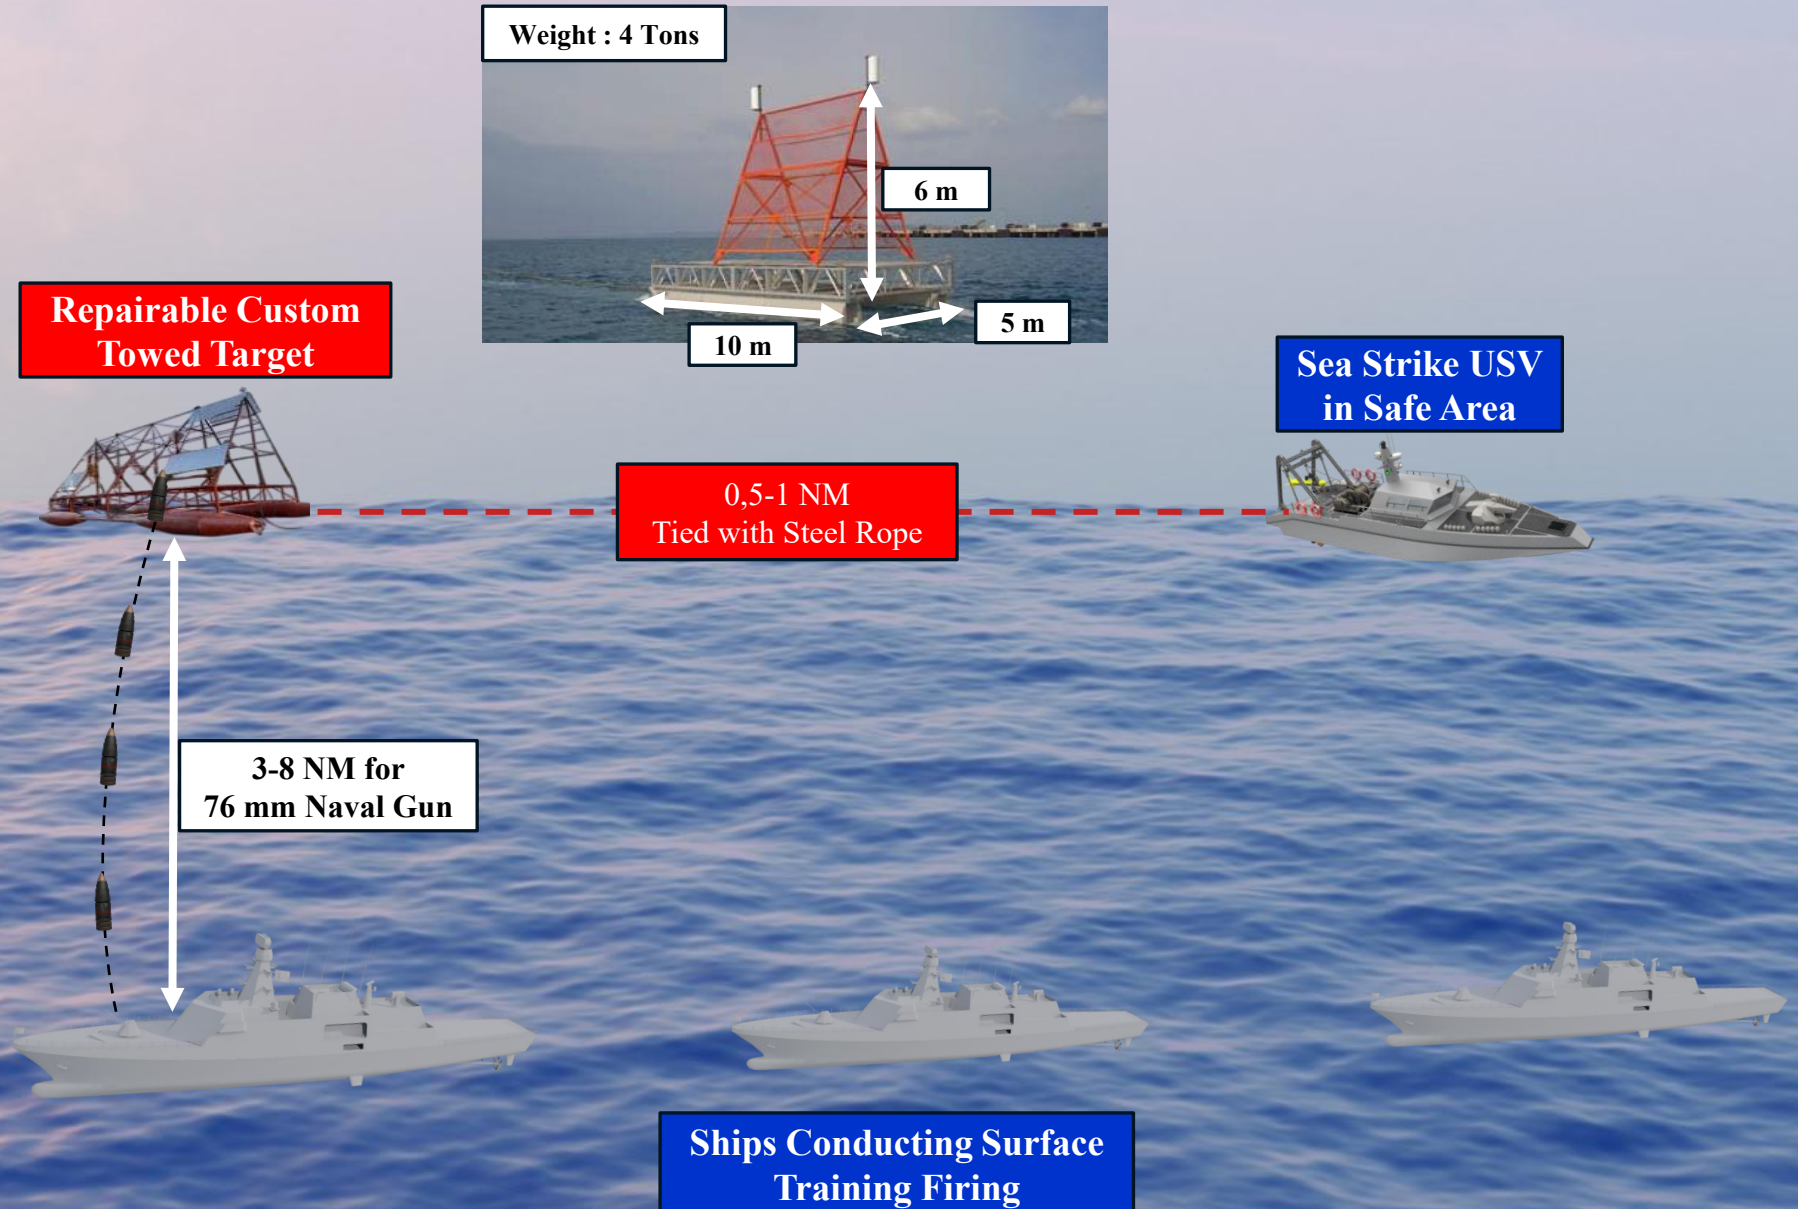 Weight : 4 Tons
6 m
5 m
10 m
Repairable Custom
Towed Target
Sea Strike USV
in Safe Area
0,5-1 NM
Tied with Steel Rope
3-8 NM for
76 mm Naval Gun
Ships Conducting Surface
Training Firing